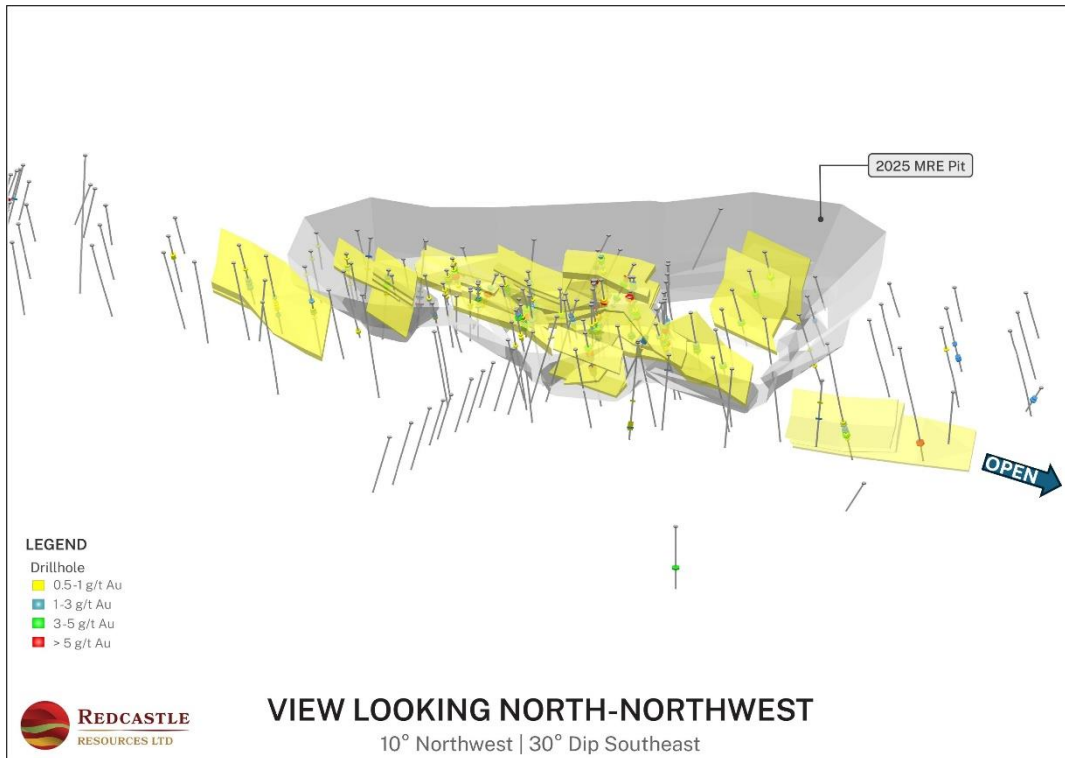 2025 MRE Pit
OPEN
LEGEND
Drillhole
0.5-1 g/t Au
1-3 g/t Au
3-5 g/t Au
> 5 g/t Au
REDCASTLE
RESOURCES LTD
VIEW LOOKING NORTH-NORTHWEST
10° Northwest | 30° Dip Southeast